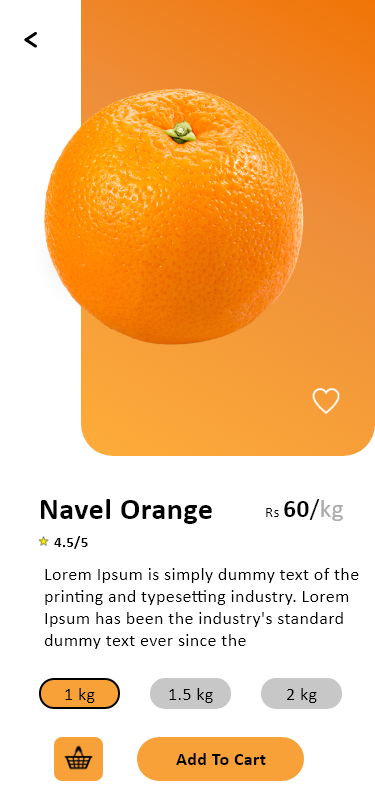 Navel Orange
Rs 60/kg
4.5/5
Lorem Ipsum is simply dummy text of the
printing and typesetting industry. Lorem
Ipsum has been the industry's standard
dummy text ever since the
1 kg
1.5 kg
2 kg
Add To Cart